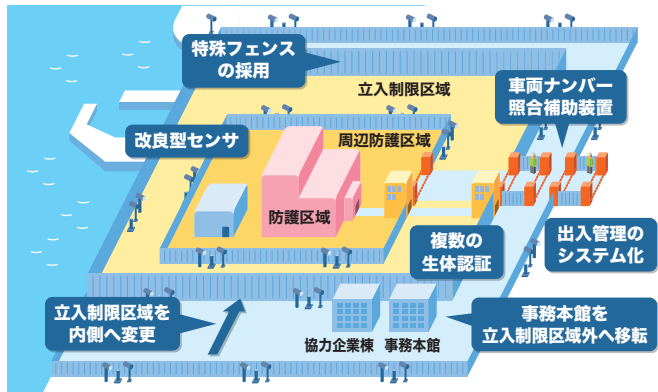 特殊フェンス
の採用
立入制限区域
車両ナンバー
照合補助装置
改良型センサ
周辺防護区域
防護区域
複数の
生体認証
出入管理の
システム化
立入制限区域を
内側へ変更
協力企業棟
事務本館
事務本館を
立入制限区域外へ移転